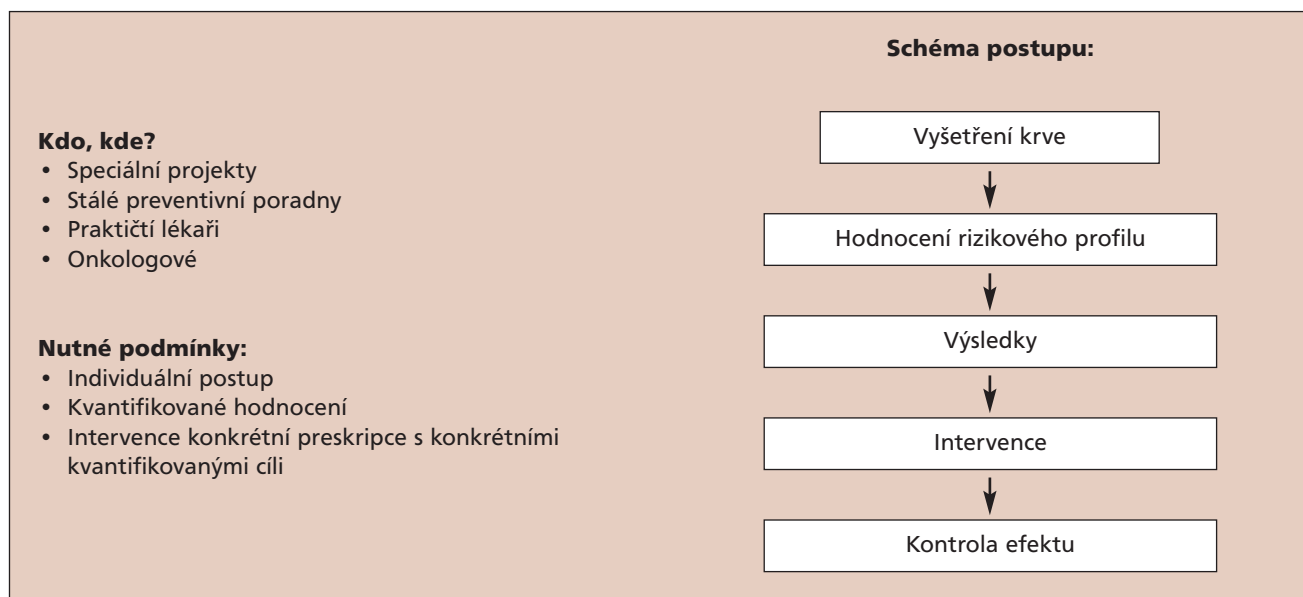 Kdo, kde?
• Speciální projekty
• Stálé preventivní poradny
• Praktičtí lékaři
• Onkologové
Nutné podmínky:
• Individuální postup
• Kvantifikované hodnocení
• Intervence konkrétní preskripce s konkrétními
kvantifikovanými cíli
Schéma postupu:
Vyšetření krve
Hodnocení rizikového profilu
Výsledky
Intervence
Kontrola efektu